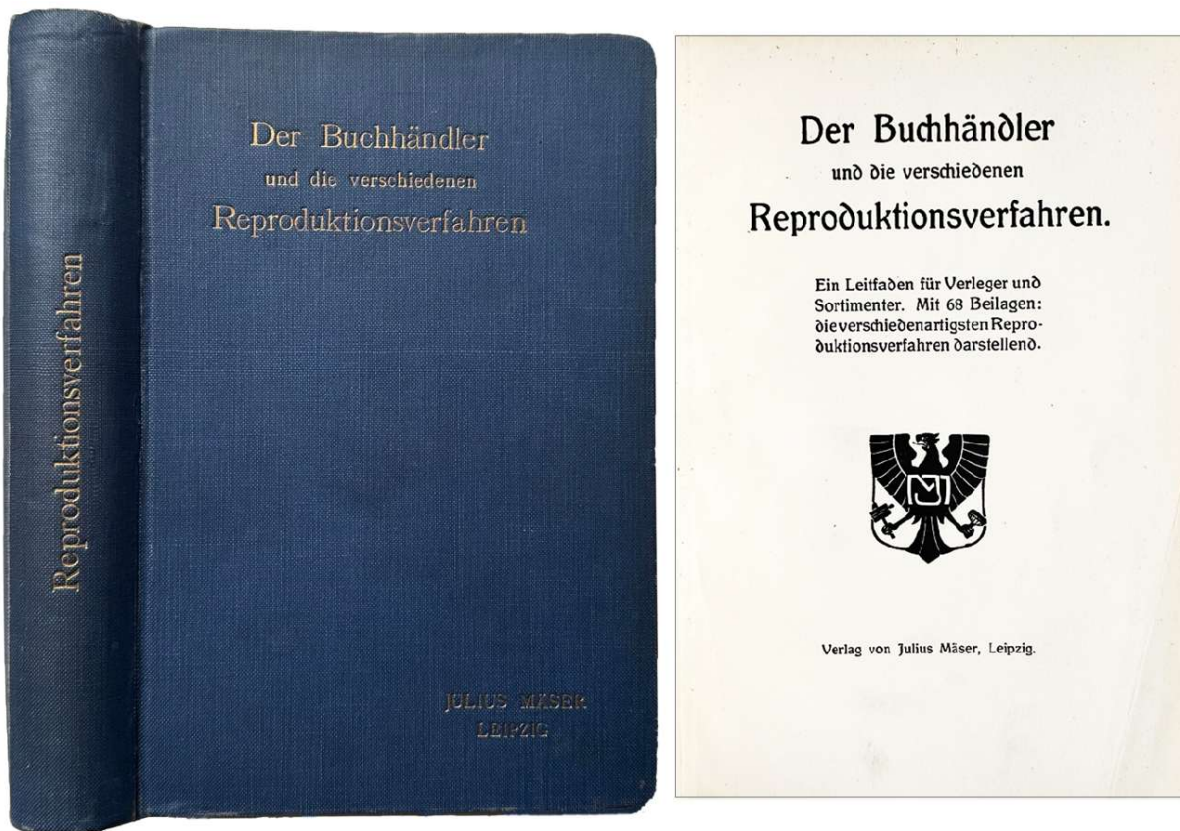 Reproduktionsverfahren
Der Buchhändler
und die verschiedenen
Reproduktionsverfahren
JULIUS MÄSER
LEIPZIG
Der Buchhändler
und die verschiedenen
Reproduktionsverfahren.
Ein Leitfaden für Verleger und
Sortimenter. Mit 68 Beilagen:
die verschiedenartigsten Repro-
duktionsverfahren darstellend.
JM
Verlag von Julius Mäser, Leipzig.